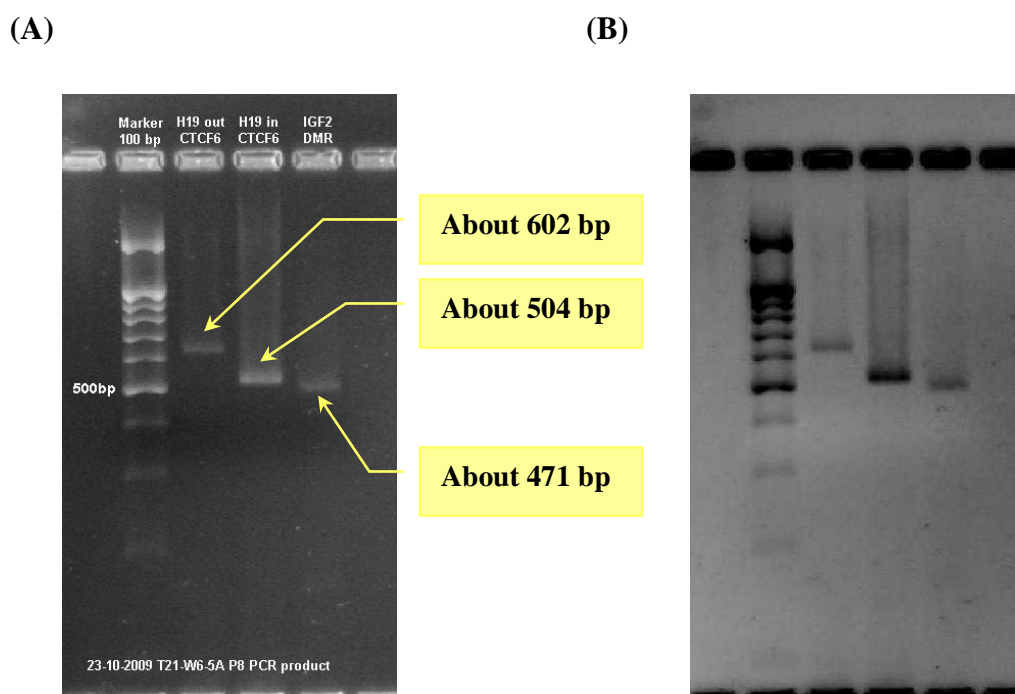 (A)
(B)
Marker
100 bp
H19 out
CTCF6
H19 in
CTCF6
IGF2
DMR
About 602 bp
About 504 bp
500bp
About 471 bp
23-10-2009 T21-W6-5A P8 PCR product